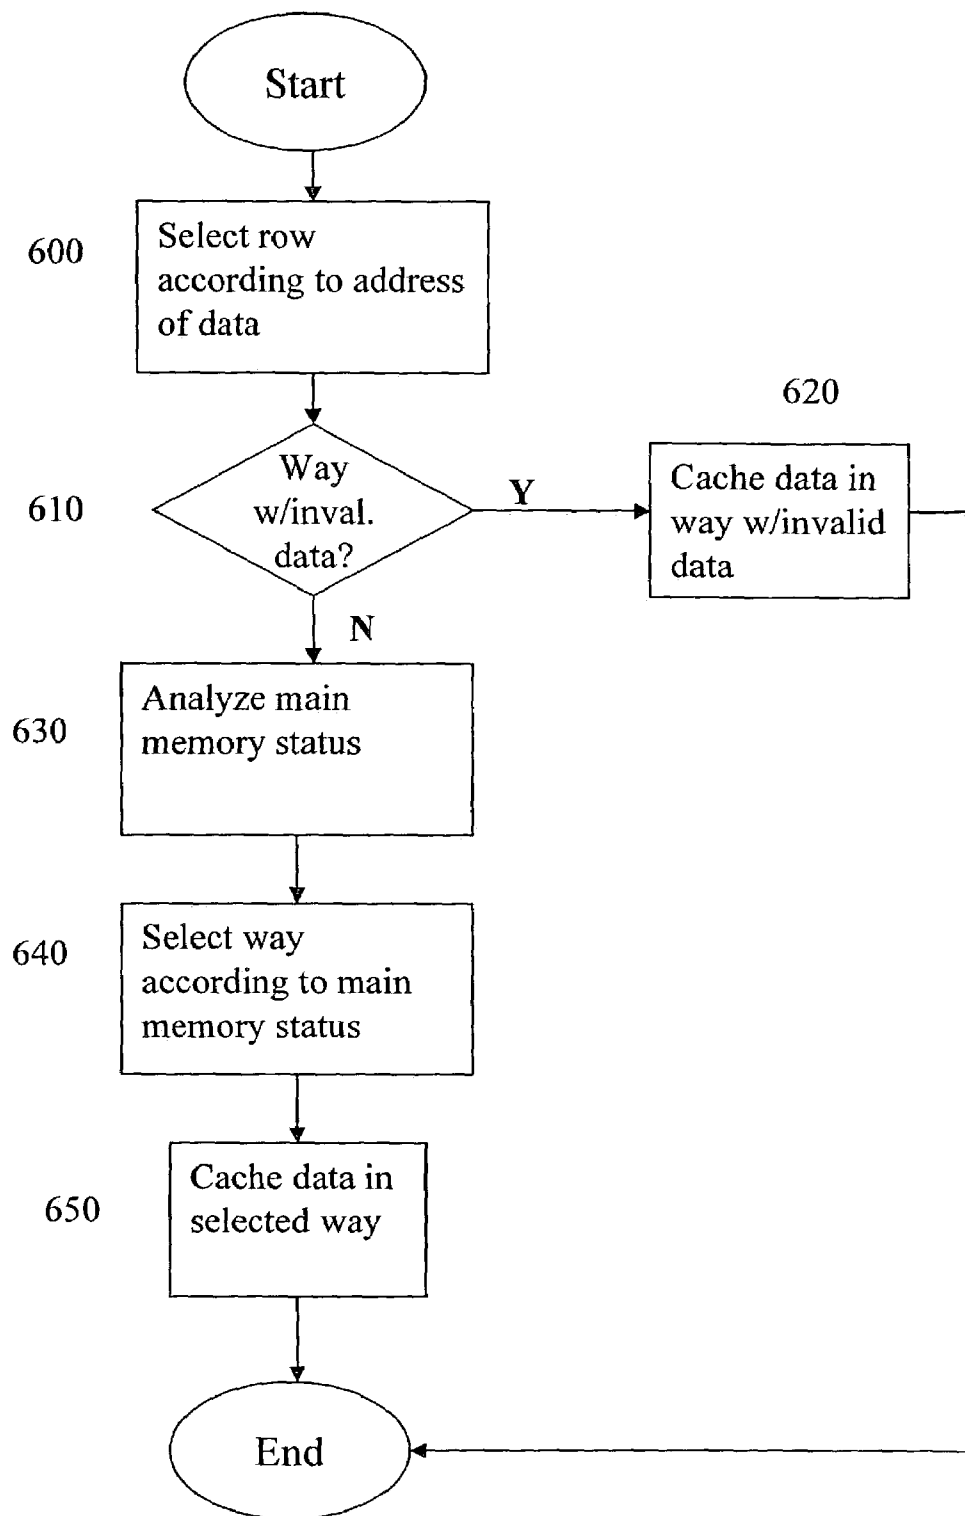 Start
600
Select row
according to address
of data
620
610
Way
w/inval.
data?
Y
Cache data in
way w/invalid
data
N
630
Analyze main
memory status
640
Select way
according to main
memory status
650
Cache data in
selected way
End